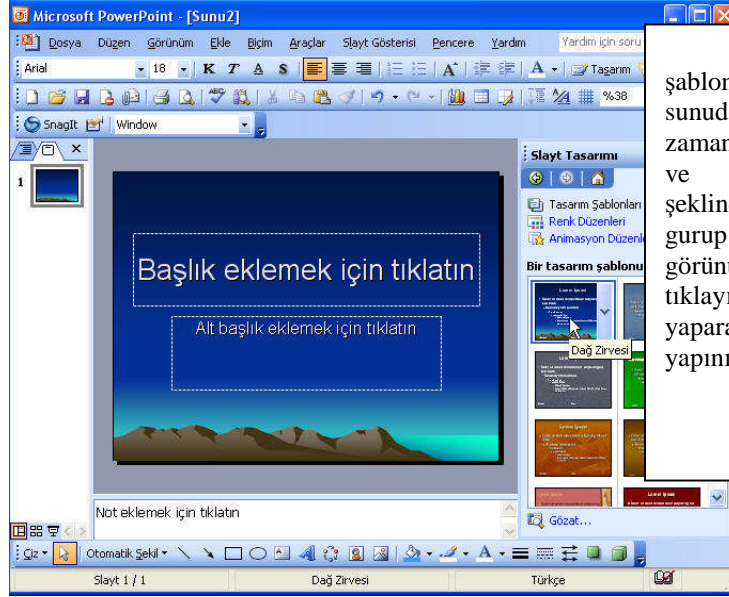 Microsoft PowerPoint - [Sunu2]
Dosya Düzen Görünüm Ekle Biçim Araçlar Slayt Gösterisi Pencere Yardım Yardım için soru
Arial 18 K T A S A A Tasarım
%38
SnagIt Window
1
Başlık eklemek için tıklatın
Alt başlık eklemek için tıklatın
Not eklemek için tıklatın
Slayt Tasarımı
Tasarım Şablonları
Renk Düzenleri
Animasyon Düzenle
Bir tasarım şablonu
Dağ Zirvesi
Gözat...
şablon
sunud
zaman
ve
şeklin
gurup
görünt
tıklayı
yapara
yapını
Çiz Otomatik Şekil A
Slayt 1 / 1 Dağ Zirvesi Türkçe